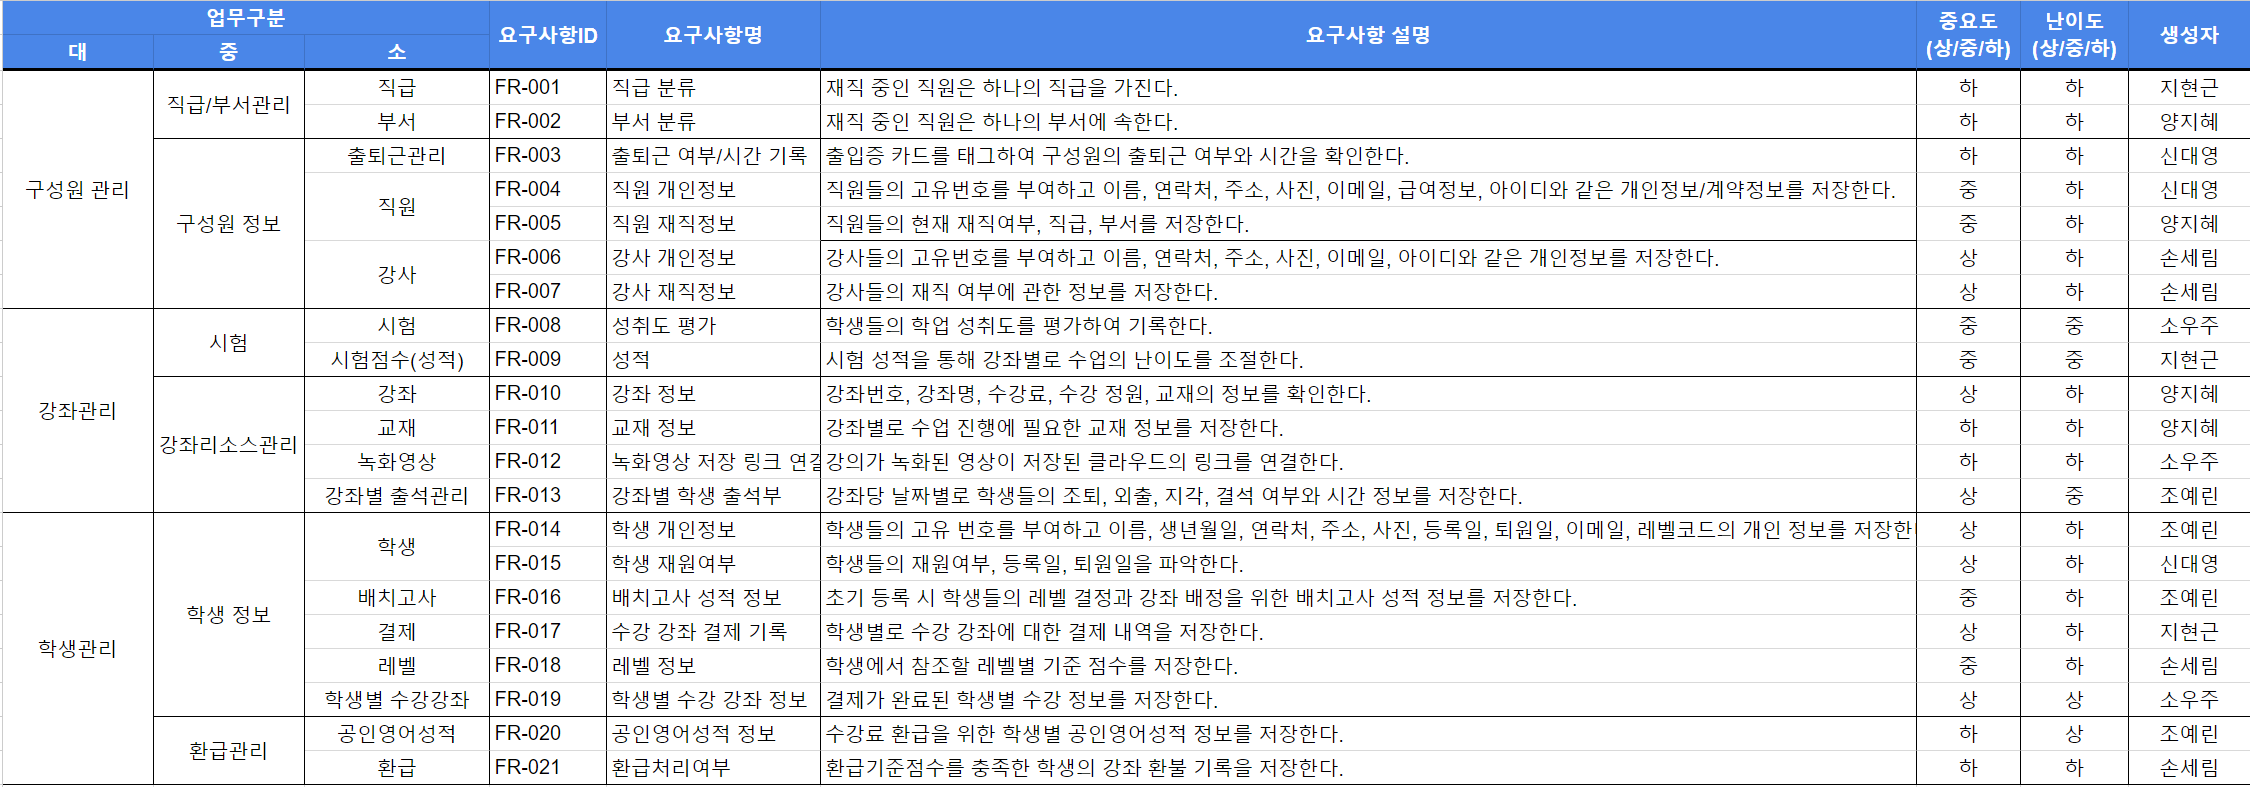 업무구분 요구사항ID 요구사항명 요구사항 설명 중요도 (상/중/하) 난이도 (상/중/하) 생성자
대 중 소
구성원 관리 직급/부서관리 직급 FR-001 직급 분류 재직 중인 직원은 하나의 직급을 가진다. 하 하 지현근
부서 FR-002 부서 분류 재직 중인 직원은 하나의 부서에 속한다. 하 하 양지혜
구성원 정보 출퇴근관리 FR-003 출퇴근 여부/시간 기록 출입증 카드를 태그하여 구성원의 출퇴근 여부와 시간을 확인한다. 하 하 신대영
직원 FR-004 직원 개인정보 직원들의 고유번호를 부여하고 이름, 연락처, 주소, 사진, 이메일, 급여정보, 아이디와 같은 개인정보/계약정보를 저장한다. 중 하 신대영
FR-005 직원 재직정보 직원들의 현재 재직여부, 직급, 부서를 저장한다. 중 하 양지혜
강사 FR-006 강사 개인정보 강사들의 고유번호를 부여하고 이름, 연락처, 주소, 사진, 이메일, 아이디와 같은 개인정보를 저장한다. 상 하 손세림
FR-007 강사 재직정보 강사들의 재직 여부에 관한 정보를 저장한다. 상 하 손세림
강좌관리 시험 시험 FR-008 성취도 평가 학생들의 학업 성취도를 평가하여 기록한다. 중 중 소우주
시험점수(성적) FR-009 성적 시험 성적을 통해 강좌별로 수업의 난이도를 조절한다. 중 중 지현근
강좌리소스관리 강좌 FR-010 강좌 정보 강좌번호, 강좌명, 수강료, 수강 정원, 교재의 정보를 확인한다. 상 하 양지혜
교재 FR-011 교재 정보 강좌별로 수업 진행에 필요한 교재 정보를 저장한다. 하 하 양지혜
녹화영상 FR-012 녹화영상 저장 링크 연결 강의가 녹화된 영상이 저장된 클라우드의 링크를 연결한다. 하 하 소우주
강좌별 출석관리 FR-013 강좌별 학생 출석부 강좌당 날짜별로 학생들의 조퇴, 외출, 지각, 결석 여부와 시간 정보를 저장한다. 상 중 조예린
학생관리 학생 정보 학생 FR-014 학생 개인정보 학생들의 고유 번호를 부여하고 이름, 생년월일, 연락처, 주소, 사진, 등록일, 퇴원일, 이메일, 레벨코드의 개인 정보를 저장한 상 하 조예린
FR-015 학생 재원여부 학생들의 재원여부, 등록일, 퇴원일을 파악한다. 상 하 신대영
배치고사 FR-016 배치고사 성적 정보 초기 등록 시 학생들의 레벨 결정과 강좌 배정을 위한 배치고사 성적 정보를 저장한다. 중 하 조예린
결제 FR-017 수강 강좌 결제 기록 학생별로 수강 강좌에 대한 결제 내역을 저장한다. 상 하 지현근
레벨 FR-018 레벨 정보 학생에서 참조할 레벨별 기준 점수를 저장한다. 중 하 손세림
학생별 수강강좌 FR-019 학생별 수강 강좌 정보 결제가 완료된 학생별 수강 정보를 저장한다. 상 상 소우주
환급관리 공인영어성적 FR-020 공인영어성적 정보 수강료 환급을 위한 학생별 공인영어성적 정보를 저장한다. 하 상 조예린
환급 FR-021 환급처리여부 환급기준점수를 충족한 학생의 강좌 환불 기록을 저장한다. 하 하 손세림